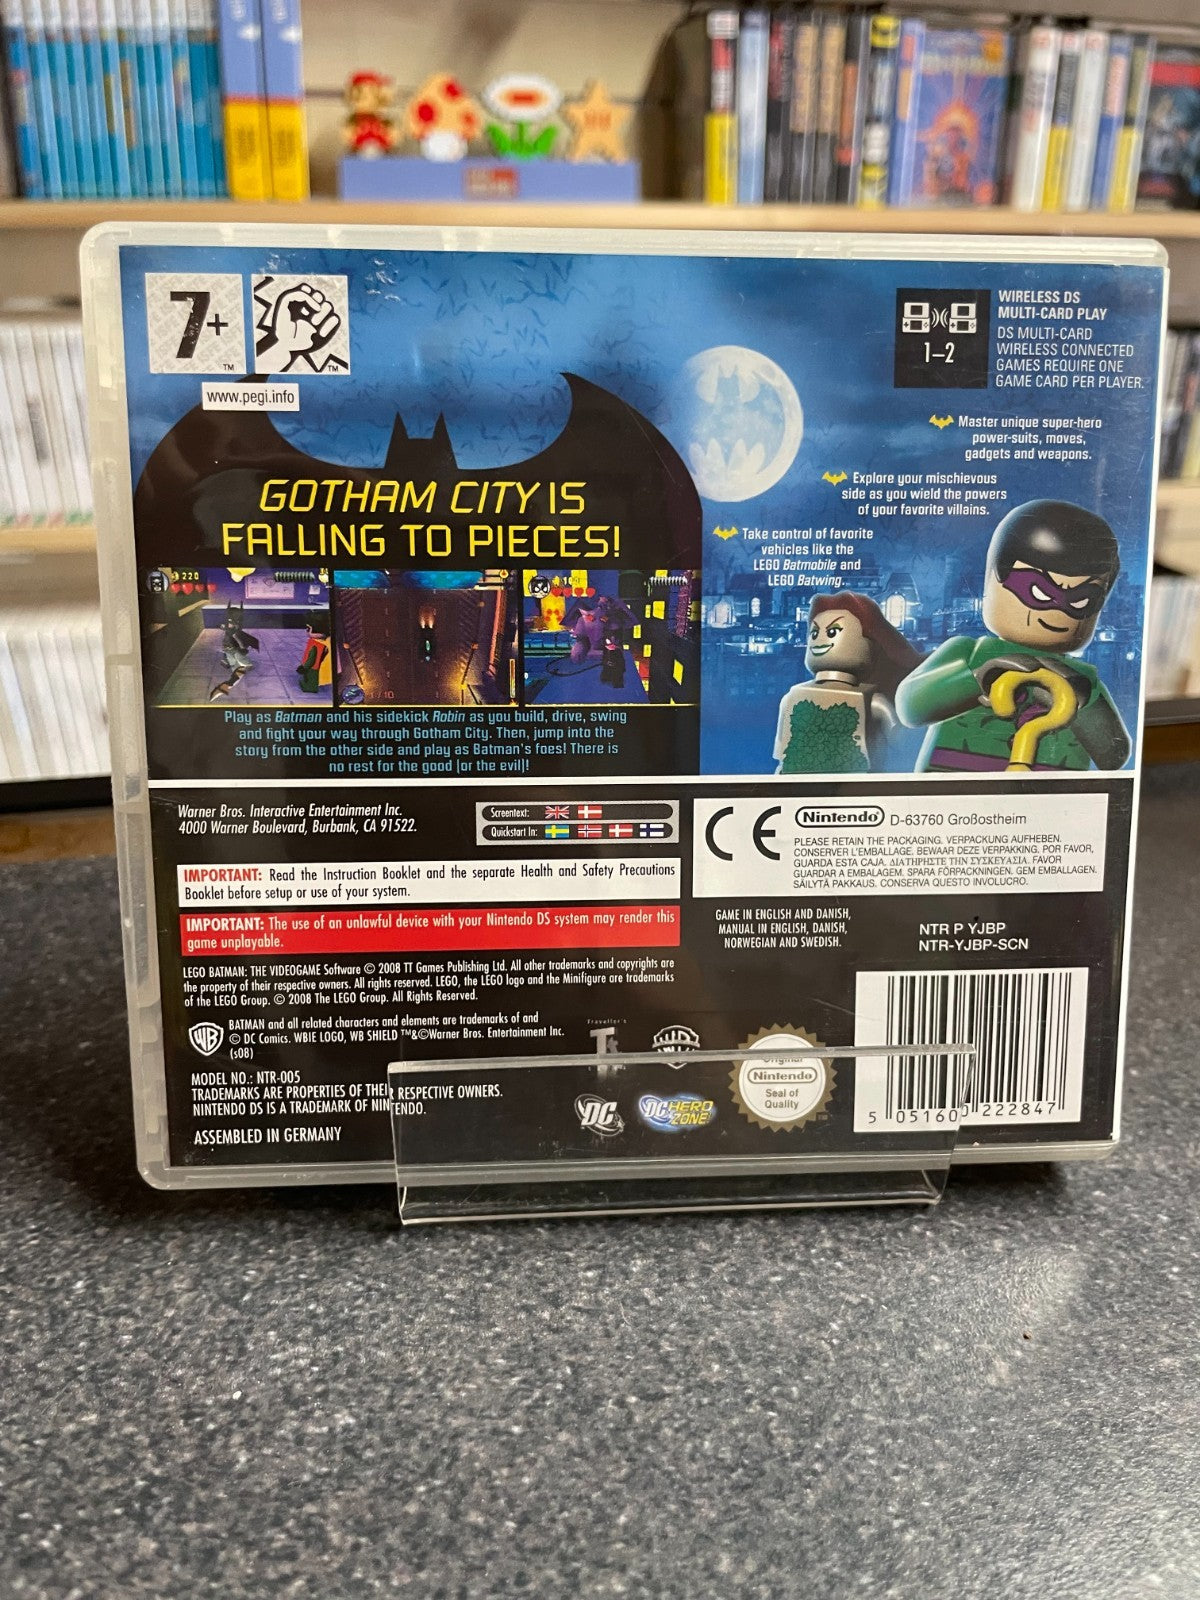 7+
TM
TM
www.pegi.info
1-2
WIRELESS DS
MULTI-CARD PLAY
DS MULTI-CARD
WIRELESS CONNECTED
GAMES REQUIRE ONE
GAME CARD PER PLAYER.
Master unique super-hero
power-suits, moves,
gadgets and weapons.
Explore your mischievous
side as you wield the powers
of your favorite villains.
Take control of favorite
vehicles like the
LEGO Batmobile and
LEGO Batwing.
GOTHAM CITY IS
FALLING TO PIECES!
220
1/10
Play as Batman and his sidekick Robin as you build, drive, swing
and fight your way through Gotham City. Then, jump into the
story from the other side and play as Batman's foes! There is
no rest for the good (or the evil)!
Warner Bros. Interactive Entertainment Inc.
4000 Warner Boulevard, Burbank, CA 91522.
Screentext:
Quickstart In:
CE
Nintendo®
D-63760 Großostheim
PLEASE RETAIN THE PACKAGING. VERPACKUNG AUFHEBEN.
CONSERVER L'EMBALLAGE. BEWAAR DEZE VERPAKKING. POR FAVOR,
GUARDA ESTA CAJA. ΔΙΑΤΗΡΗΣΤΕ ΤΗΝ ΣΥΣΚΕΥΑΣΙΑ. FAVOR
GUARDAR A EMBALAGEM. SPARA FÖRPACKNINGEN. GEM EMBALLAGEN.
SÄILYTÄ PAKKAUS. CONSERVA QUESTO INVOLUCRO.
IMPORTANT: Read the Instruction Booklet and the separate Health and Safety Precautions
Booklet before setup or use of your system.
IMPORTANT: The use of an unlawful device with your Nintendo DS system may render this
game unplayable.
GAME IN ENGLISH AND DANISH,
MANUAL IN ENGLISH, DANISH,
NORWEGIAN AND SWEDISH.
NTR P YJBP
NTR-YJBP-SCN
LEGO BATMAN: THE VIDEOGAME Software © 2008 TT Games Publishing Ltd. All other trademarks and copyrights are
the property of their respective owners. All rights reserved. LEGO, the LEGO logo and the Minifigure are trademarks
of the LEGO Group. © 2008 The LEGO Group. All Rights Reserved.
WB
BATMAN and all related characters and elements are trademarks of and
© DC Comics. WBIE LOGO, WB SHIELD ™&©Warner Bros. Entertainment Inc.
(s08)
Traveller's
Tt
MODEL NO.: NTR-005
TRADEMARKS ARE PROPERTIES OF THEIR RESPECTIVE OWNERS.
NINTENDO DS IS A TRADEMARK OF NINTENDO.
ASSEMBLED IN GERMANY
DC
DC HERO
ZONE
Original
Nintendo
Seal of
Quality
5 05160 222847